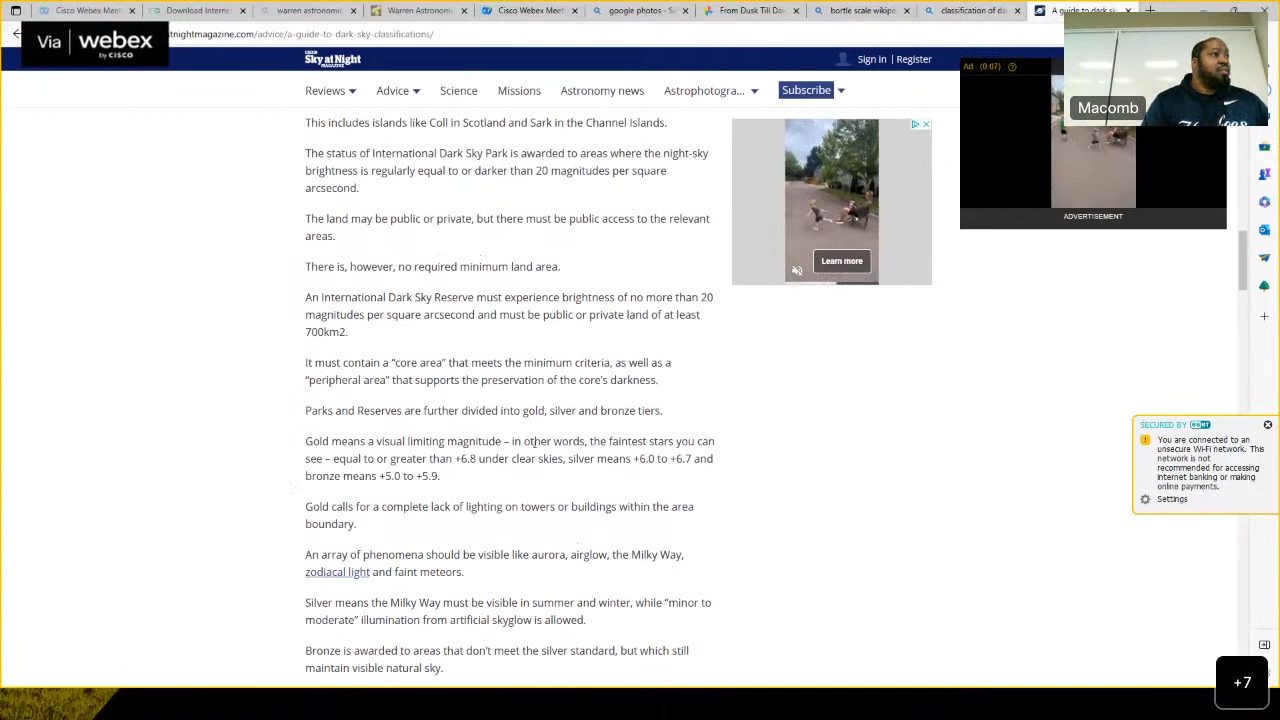 Cisco Webex Meet
Download Internet
warren astronomic
Warren Astronom
Cisco Webex Meet
google photos - Se
From Dusk Till Daw
bortle scale wikipe
classification of da
A guide to dark sky
Via webex
by CISCO
tnightmagazine.com/advice/a-guide-to-dark-sky-classifications/
BBC
Sky at Night
MAGAZINE
Sign in | Register
Reviews
Advice
Science
Missions
Astronomy news
Astrophotogra...
Subscribe
Ad (0:07)
Macomb
ADVERTISEMENT
Learn more
This includes islands like Coll in Scotland and Sark in the Channel Islands.
The status of International Dark Sky Park is awarded to areas where the night-sky
brightness is regularly equal to or darker than 20 magnitudes per square
arcsecond.
The land may be public or private, but there must be public access to the relevant
areas.
There is, however, no required minimum land area.
An International Dark Sky Reserve must experience brightness of no more than 20
magnitudes per square arcsecond and must be public or private land of at least
700km2.
It must contain a “core area” that meets the minimum criteria, as well as a
“peripheral area” that supports the preservation of the core’s darkness.
Parks and Reserves are further divided into gold, silver and bronze tiers.
Gold means a visual limiting magnitude – in other words, the faintest stars you can
see – equal to or greater than +6.8 under clear skies, silver means +6.0 to +6.7 and
bronze means +5.0 to +5.9.
Gold calls for a complete lack of lighting on towers or buildings within the area
boundary.
An array of phenomena should be visible like aurora, airglow, the Milky Way,
zodiacal light and faint meteors.
Silver means the Milky Way must be visible in summer and winter, while “minor to
moderate” illumination from artificial skyglow is allowed.
Bronze is awarded to areas that don’t meet the silver standard, but which still
maintain visible natural sky.
SECURED BY eset
You are connected to an
unsecure Wi-Fi network. This
network is not
recommended for accessing
internet banking or making
online payments.
Settings
+7